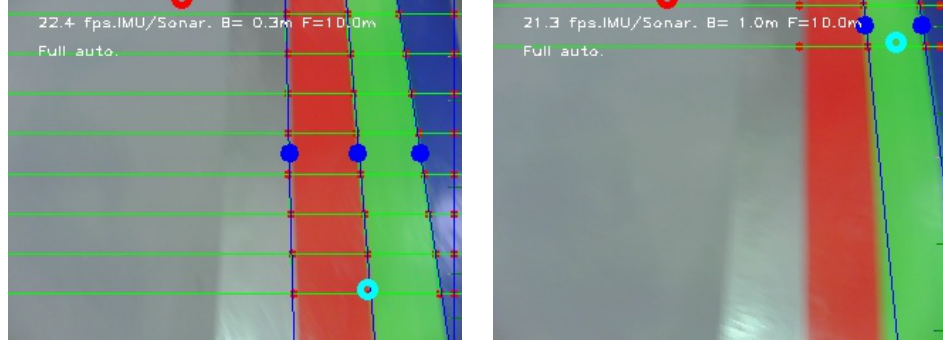 22.4 fps.IMU/Sonar. B= 0.3m F=10.0m
Full auto.
21.3 fps.IMU/Sonar. B= 1.0m F=10.0m
Full auto.